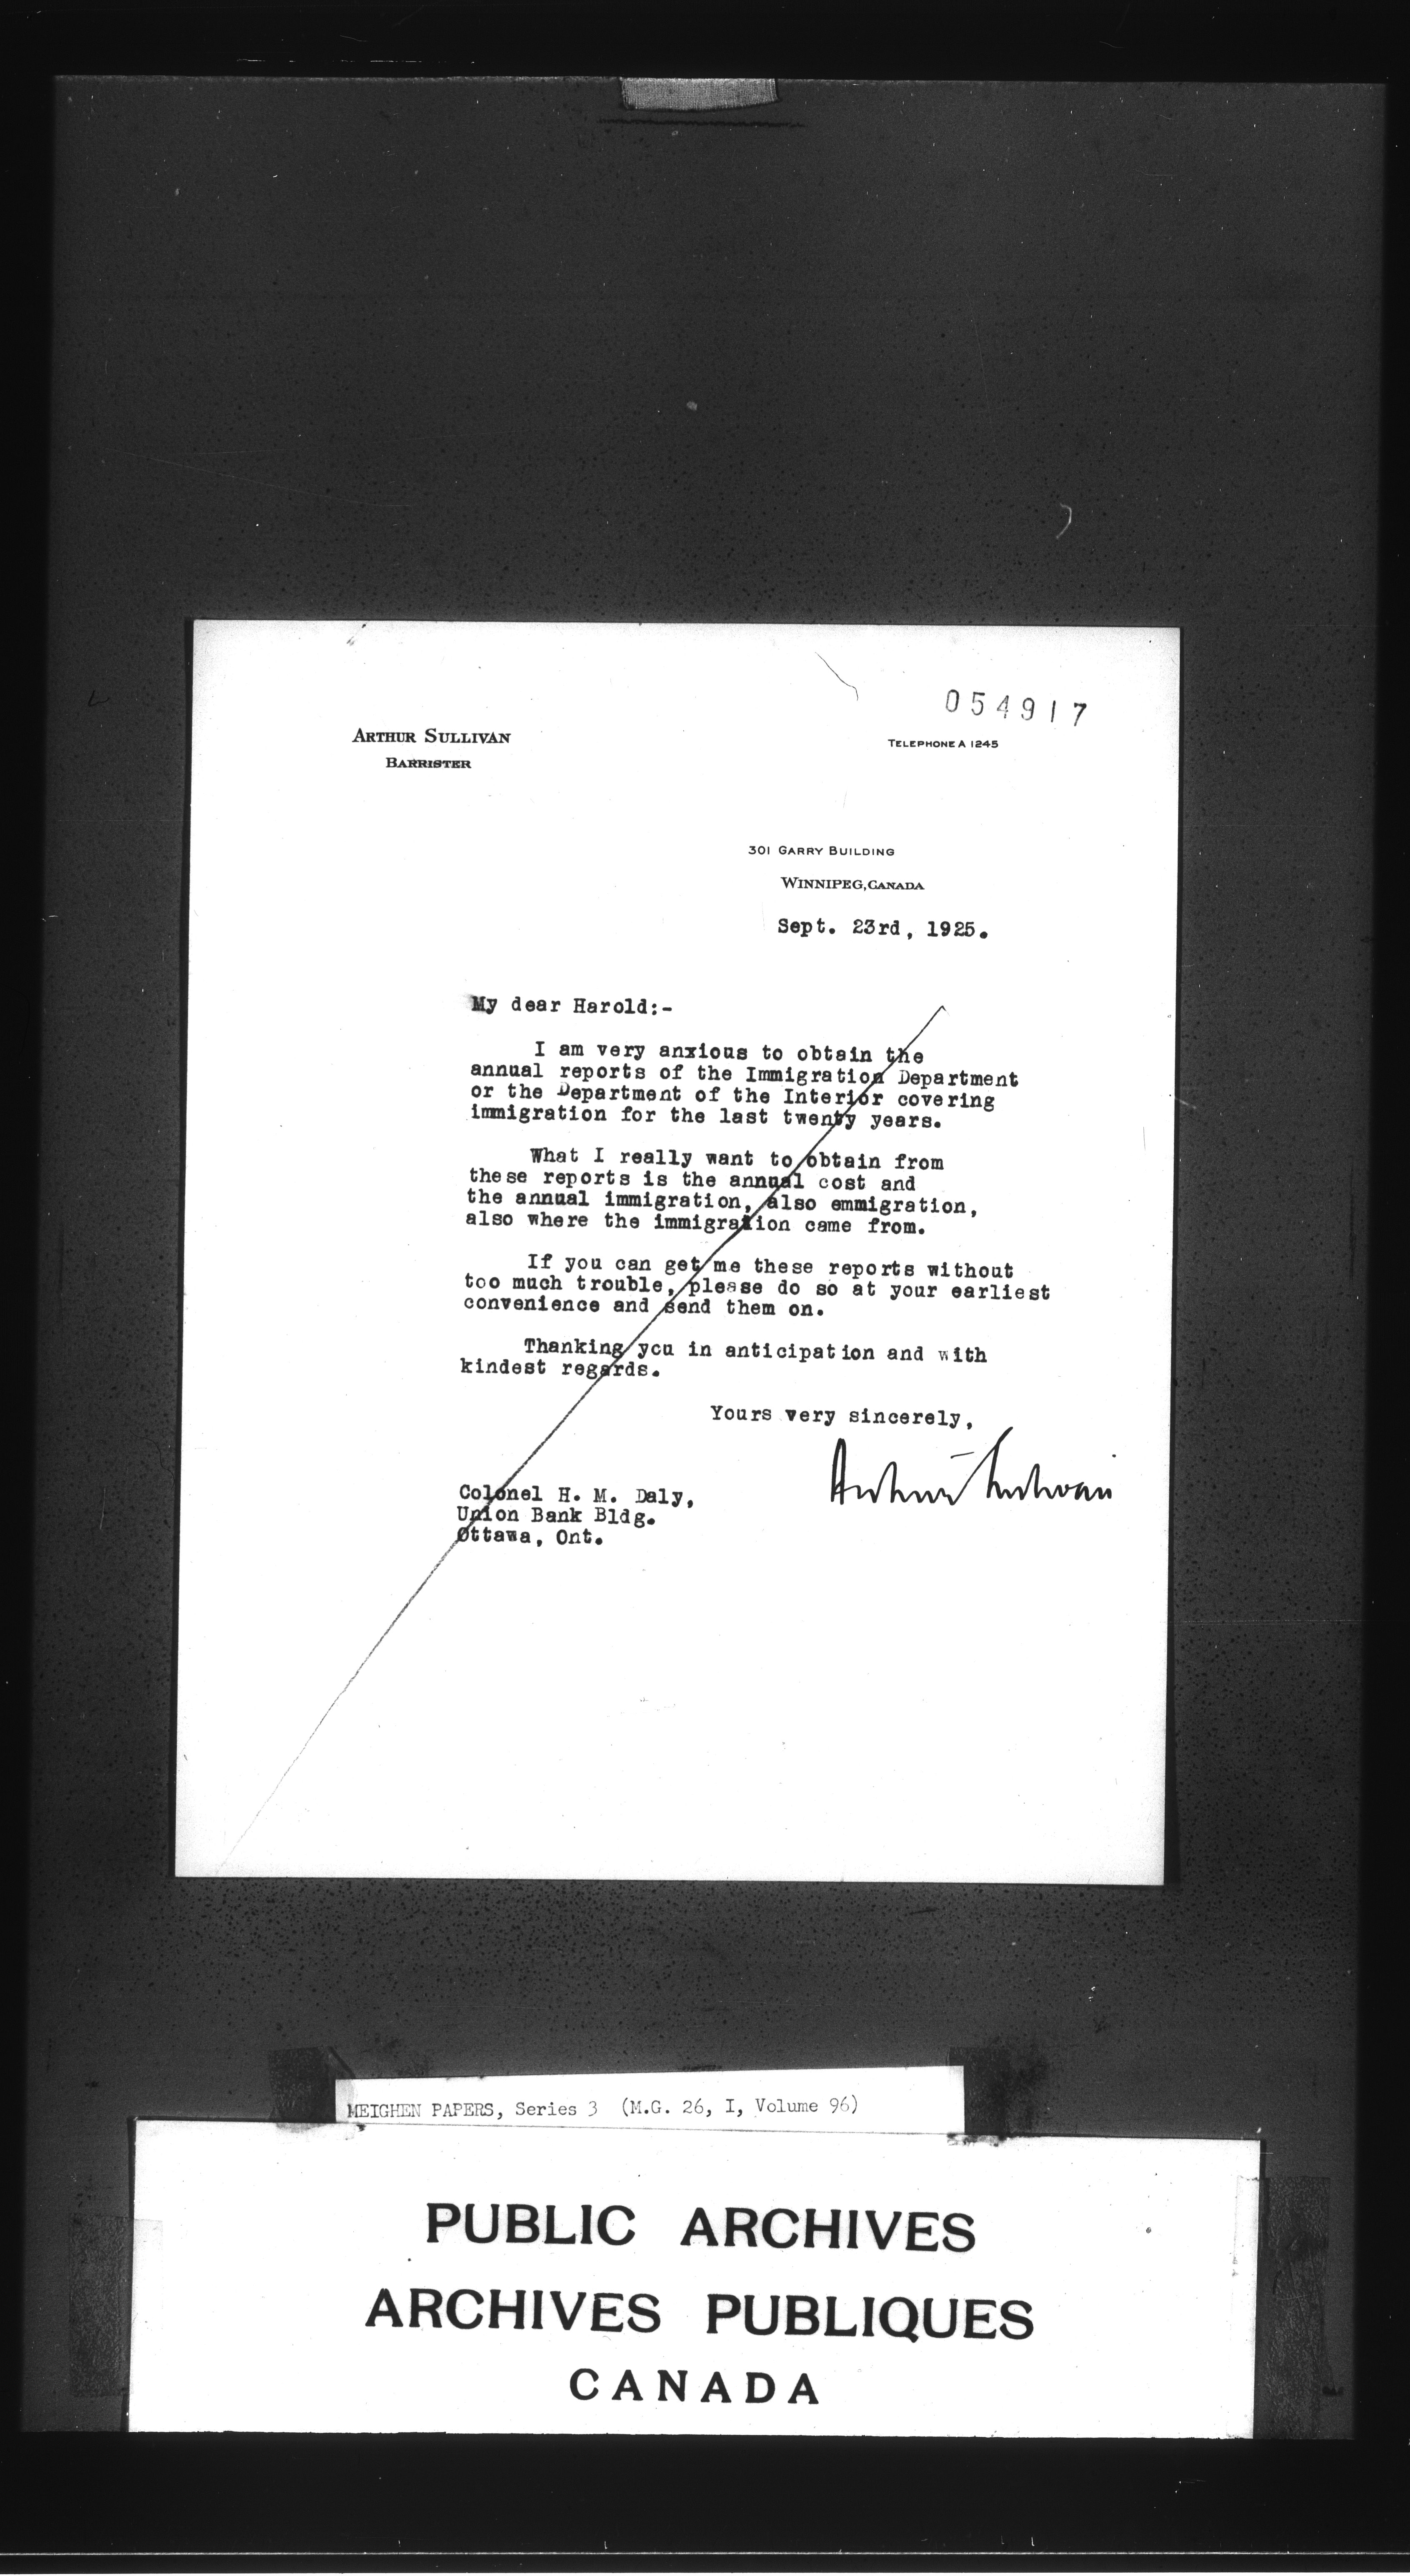 054917
ARTHUR SULLIVAN
BARRISTER
TELEPHONE A 1245
301 GARRY BUILDING
WINNIPEG, CANADA
Sept. 23rd, 1925.
My dear Harold:-
I am very anxious to obtain the
annual reports of the Immigration Department
or the Department of the Interior covering
immigration for the last twenty years.
What I really want to obtain from
these reports is the annual cost and
the annual immigration, also emmigration,
also where the immigration came from.
If you can get me these reports without
too much trouble, please do so at your earliest
convenience and send them on.
Thanking you in anticipation and with
kindest regards.
Yours very sincerely,
Arthur Sullivan
Colonel H. M. Daly,
Union Bank Bldg.
Ottawa, Ont.
MEIGHEN PAPERS, Series 3 (M.G. 26, I, Volume 96)
PUBLIC ARCHIVES
ARCHIVES PUBLIQUES
CANADA